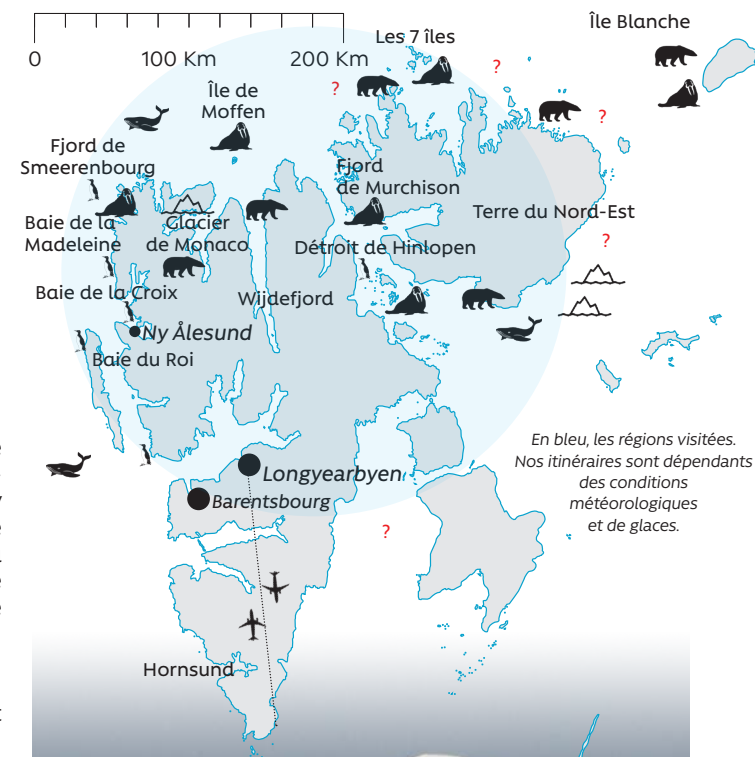 0
100 Km
200 Km
Île Blanche
Les 7 îles
?
?
Île de
Moffen
?
Fjord de
Smeerenbourg
Fjord
de Murchison
Baie de la
Madeleine
Glacier
de Monaco
Terre du Nord-Est
Détroit de Hinlopen
?
Baie de la Croix
Wijdefjord
Ny Ålesund
Baie du Roi
En bleu, les régions visitées.
Nos itinéraires sont dépendants
des conditions
météorologiques
et de glaces.
Longyearbyen
Barentsbourg
?
Hornsund